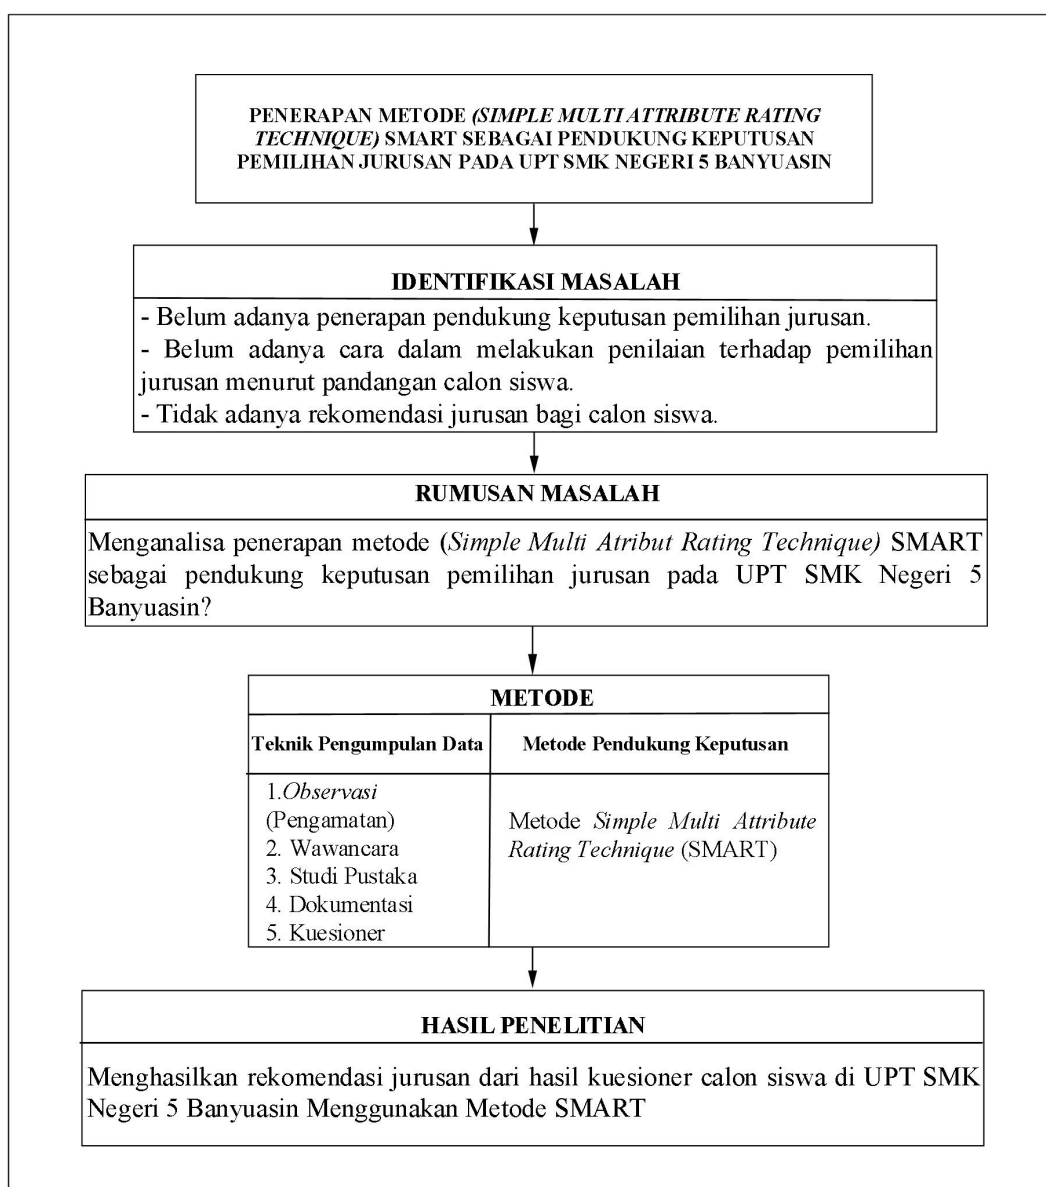 PENERAPAN METODE (SIMPLE MULTI ATTRIBUTE RATING
TECHNIQUE) SMART SEBAGAI PENDUKUNG KEPUTUSAN
PEMILIHAN JURUSAN PADA UPT SMK NEGERI 5 BANYUASIN
IDENTIFIKASI MASALAH
- Belum adanya penerapan pendukung keputusan pemilihan jurusan.
- Belum adanya cara dalam melakukan penilaian terhadap pemilihan
jurusan menurut pandangan calon siswa.
- Tidak adanya rekomendasi jurusan bagi calon siswa.
RUMUSAN MASALAH
Menganalisa penerapan metode (Simple Multi Atribut Rating Technique) SMART
sebagai pendukung keputusan pemilihan jurusan pada UPT SMK Negeri 5
Banyuasin?
METODE
Teknik Pengumpulan Data
1.Observasi
(Pengamatan)
2. Wawancara
3. Studi Pustaka
4. Dokumentasi
5. Kuesioner
Metode Pendukung Keputusan
Metode Simple Multi Attribute
Rating Technique (SMART)
HASIL PENELITIAN
Menghasilkan rekomendasi jurusan dari hasil kuesioner calon siswa di UPT SMK
Negeri 5 Banyuasin Menggunakan Metode SMART